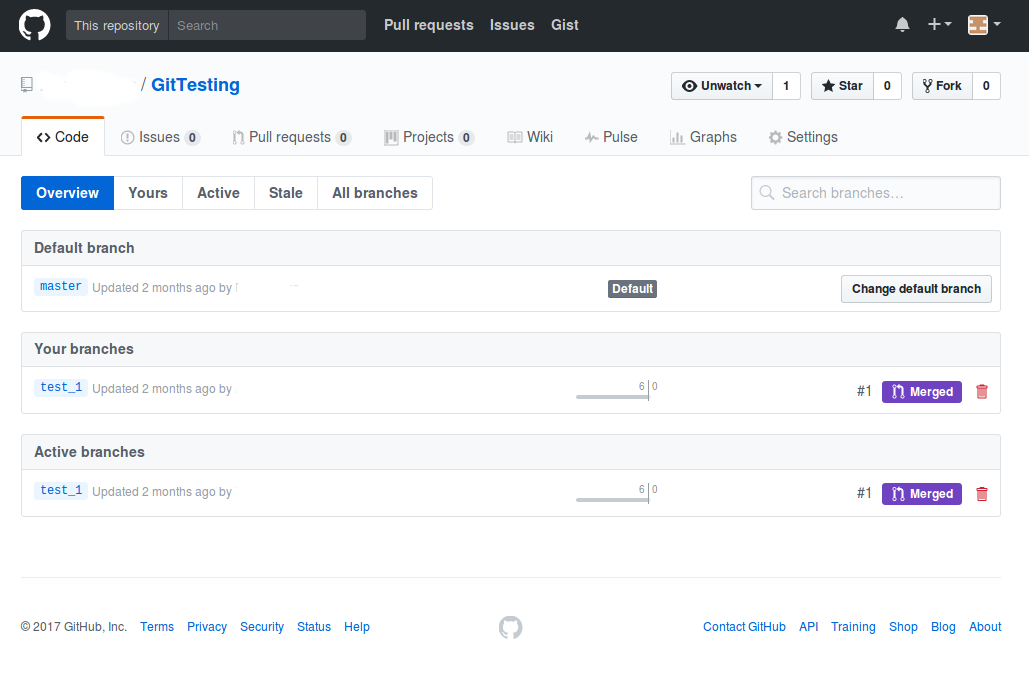 This repository Search Pull requests Issues Gist
/ GitTesting Unwatch 1 Star 0 Fork 0
Code Issues 0 Pull requests 0 Projects 0 Wiki Pulse Graphs Settings
Overview Yours Active Stale All branches Search branches…
Default branch
master Updated 2 months ago by Default Change default branch
Your branches
test_1 Updated 2 months ago by 6 0 #1 Merged
Active branches
test_1 Updated 2 months ago by 6 0 #1 Merged
© 2017 GitHub, Inc. Terms Privacy Security Status Help Contact GitHub API Training Shop Blog About